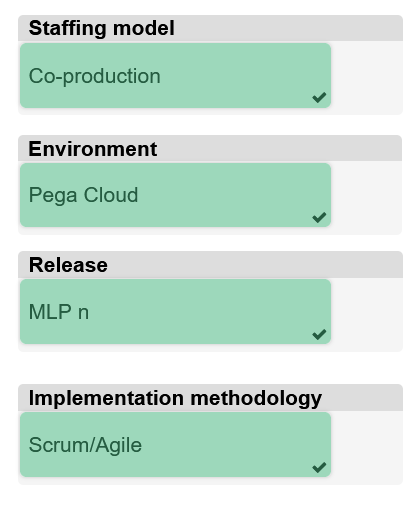 Staffing model
Co-production
Environment
Pega Cloud
Release
MLP n
Implementation methodology
Scrum/Agile